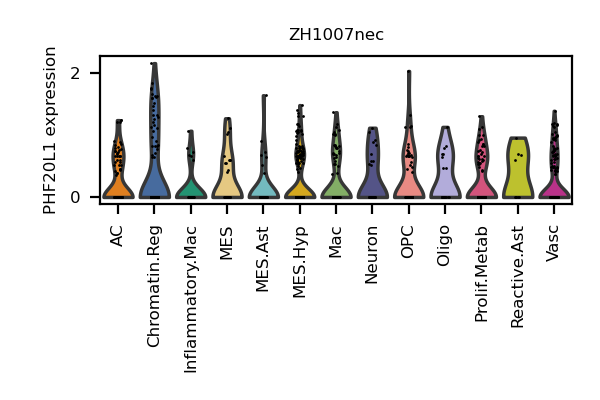 ZH1007nec
PHF20L1 expression
2
0
AC
Chromatin.Reg
Inflammatory.Mac
MES
MES.Ast
MES.Hyp
Mac
Neuron
OPC
Oligo
Prolif.Metab
Reactive.Ast
Vasc